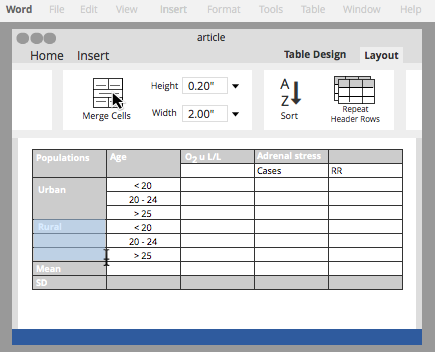 Word File Edit View Insert Format Tools Table Window Help
article
Home Insert Table Design Layout
Merge Cells
Height 0.20"
Width 2.00"
A
Z
Sort
Repeat
Header Rows
Populations Age O2 u L/L Adrenal stress
Cases RR
Urban < 20
20 - 24
> 25
Rural < 20
20 - 24
> 25
Mean
SD